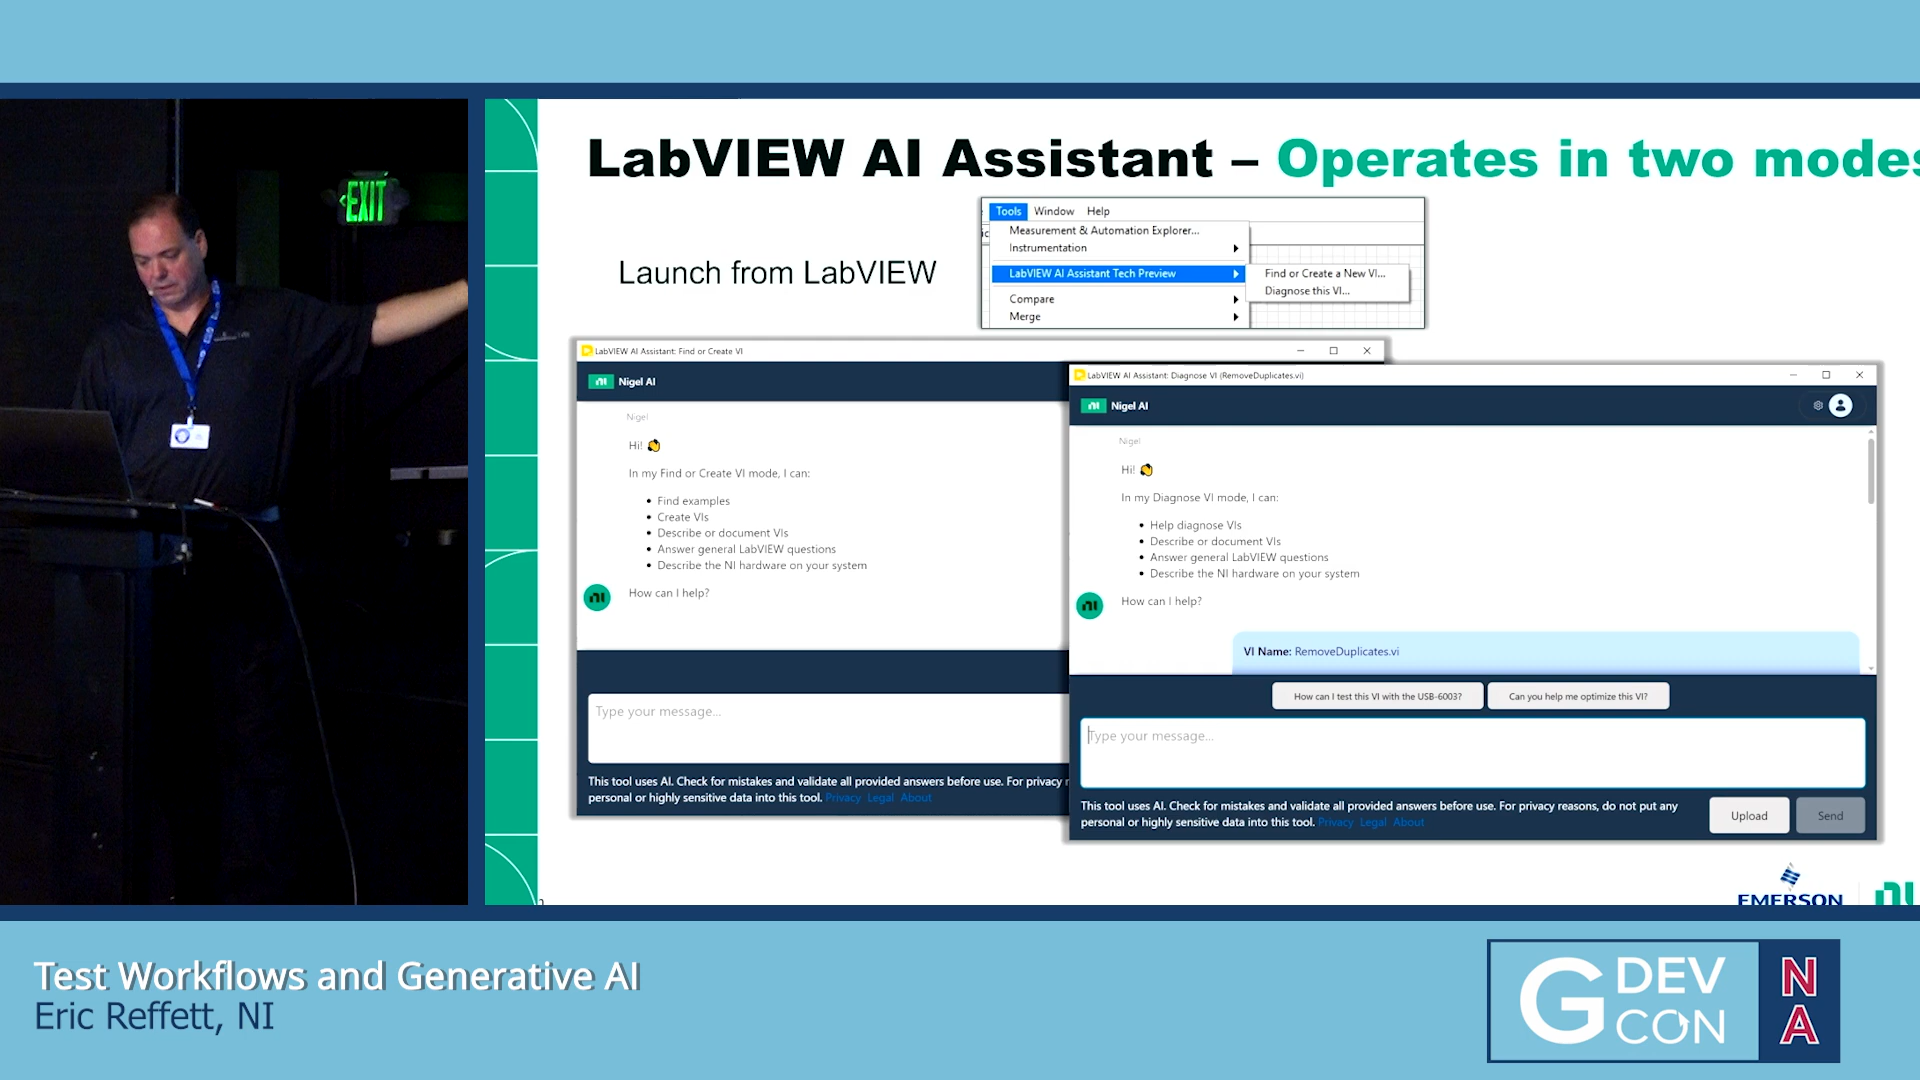 EXIT
LabVIEW AI Assistant – Operates in two modes
Launch from LabVIEW
Tools Window Help
Measurement & Automation Explorer...
Instrumentation
LabVIEW AI Assistant Tech Preview
Find or Create a New VI...
Diagnose this VI...
Compare
Merge
LabVIEW AI Assistant: Find or Create VI
Nigel AI
Nigel
Hi!
In my Find or Create VI mode, I can:
• Find examples
• Create VIs
• Describe or document VIs
• Answer general LabVIEW questions
• Describe the NI hardware on your system
How can I help?
Type your message...
This tool uses AI. Check for mistakes and validate all provided answers before use. For privacy
personal or highly sensitive data into this tool. Privacy Legal About
LabVIEW AI Assistant: Diagnose VI (RemoveDuplicates.vi)
Nigel AI
Nigel
Hi!
In my Diagnose VI mode, I can:
• Help diagnose VIs
• Describe or document VIs
• Answer general LabVIEW questions
• Describe the NI hardware on your system
How can I help?
VI Name: RemoveDuplicates.vi
How can I test this VI with the USB-6003?
Can you help me optimize this VI?
Type your message...
This tool uses AI. Check for mistakes and validate all provided answers before use. For privacy reasons, do not put any
personal or highly sensitive data into this tool. Privacy Legal About
Upload
Send
EMERSON
ni
Test Workflows and Generative AI
Eric Reffett, NI
G DEV CON
NA